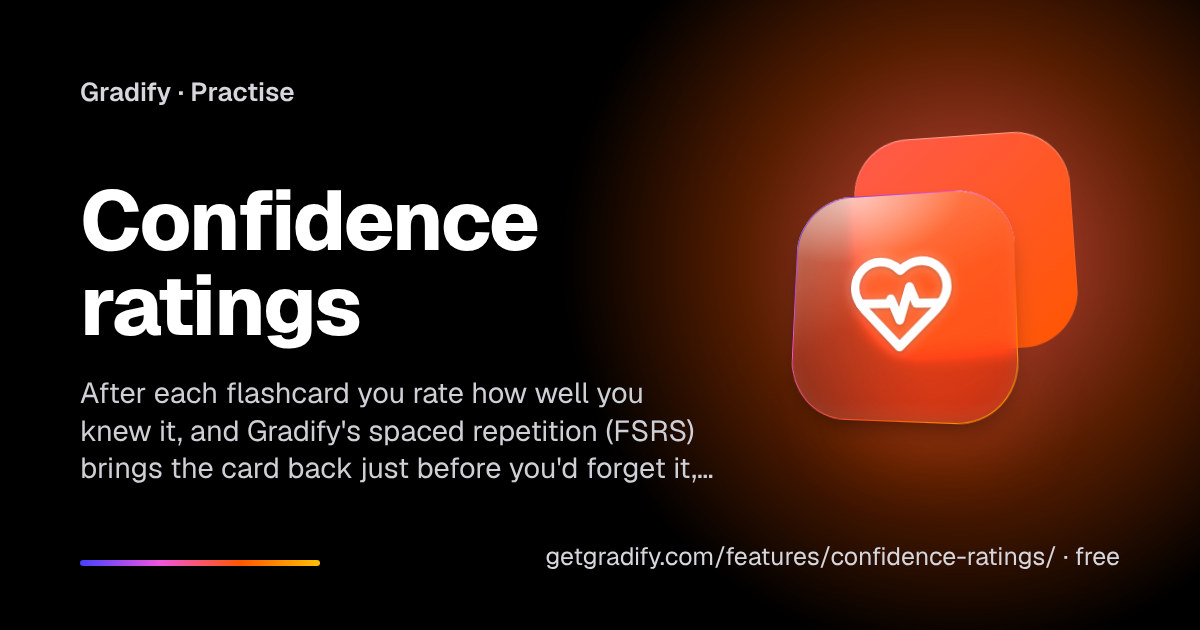 Gradify · Practise
Confidence
ratings
After each flashcard you rate how well you
knew it, and Gradify's spaced repetition (FSRS)
brings the card back just before you'd forget it,...
getgradify.com/features/confidence-ratings/ · free